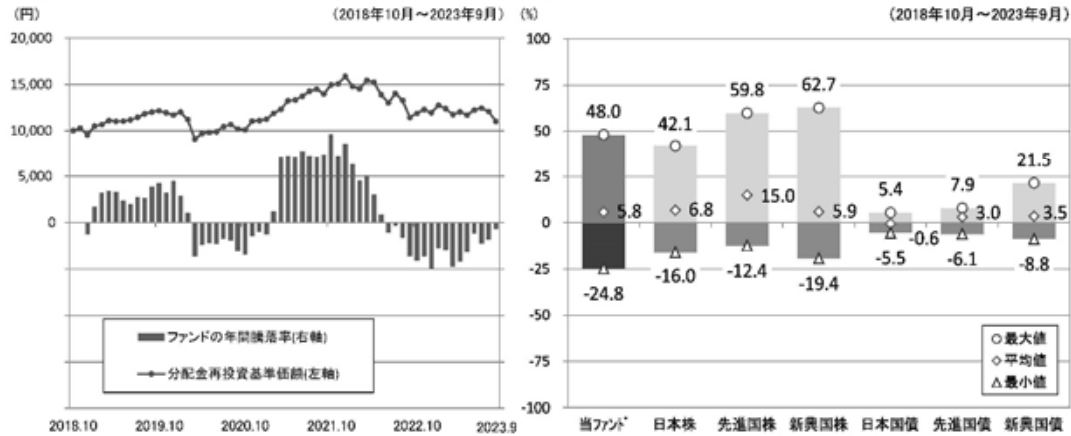 (円)
(2018年10月～2023年9月)
20,000
15,000
10,000
5,000
0
ファンドの年間騰落率(右軸)
分配金再投資基準価額(左軸)
2018.10
2019.10
2020.10
2021.10
2022.10
2023.9
(%)
(2018年10月～2023年9月)
100
75
50
25
0
-25
-50
-75
-100
48.0
42.1
59.8
62.7
5.4
7.9
21.5
5.8
6.8
15.0
5.9
-0.6
3.0
3.5
-24.8
-16.0
-12.4
-19.4
-5.5
-6.1
-8.8
最大値
平均値
最小値
当ファンド
日本株
先進国株
新興国株
日本国債
先進国債
新興国債